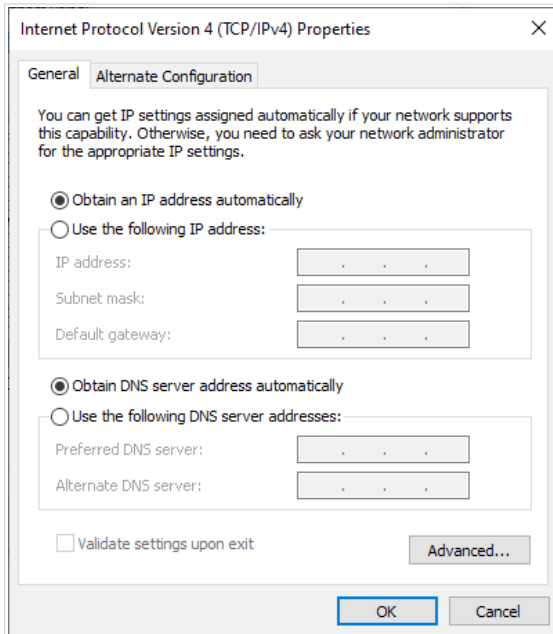 Internet Protocol Version 4 (TCP/IPv4) Properties
General
Alternate Configuration
You can get IP settings assigned automatically if your network supports
this capability. Otherwise, you need to ask your network administrator
for the appropriate IP settings.
Obtain an IP address automatically
Use the following IP address:
IP address:
Subnet mask:
Default gateway:
Obtain DNS server address automatically
Use the following DNS server addresses:
Preferred DNS server:
Alternate DNS server:
Validate settings upon exit
Advanced...
OK
Cancel